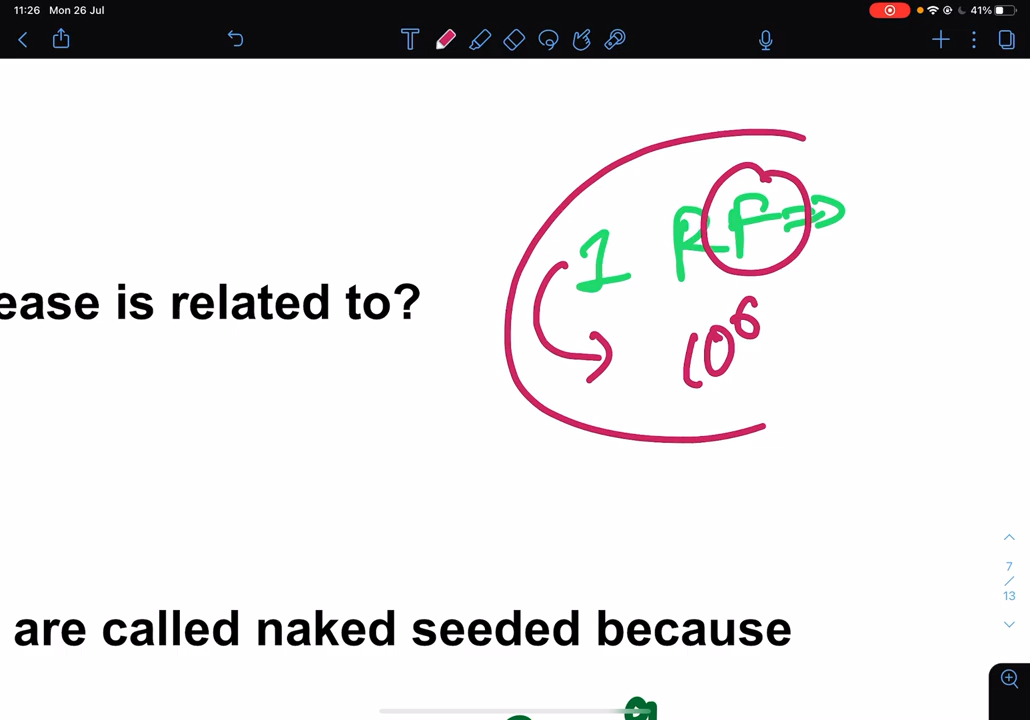 11:26 Mon 26 Jul
41%
T
1 RF ⇒
ease is related to?
10⁶
7
/
13
are called naked seeded because